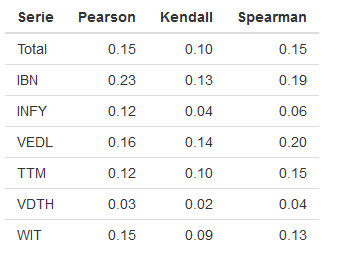 Serie Pearson Kendall Spearman
Total 0.15 0.10 0.15
IBN 0.23 0.13 0.19
INFY 0.12 0.04 0.06
VEDL 0.16 0.14 0.20
TTM 0.12 0.10 0.15
VDTH 0.03 0.02 0.04
WIT 0.15 0.09 0.13